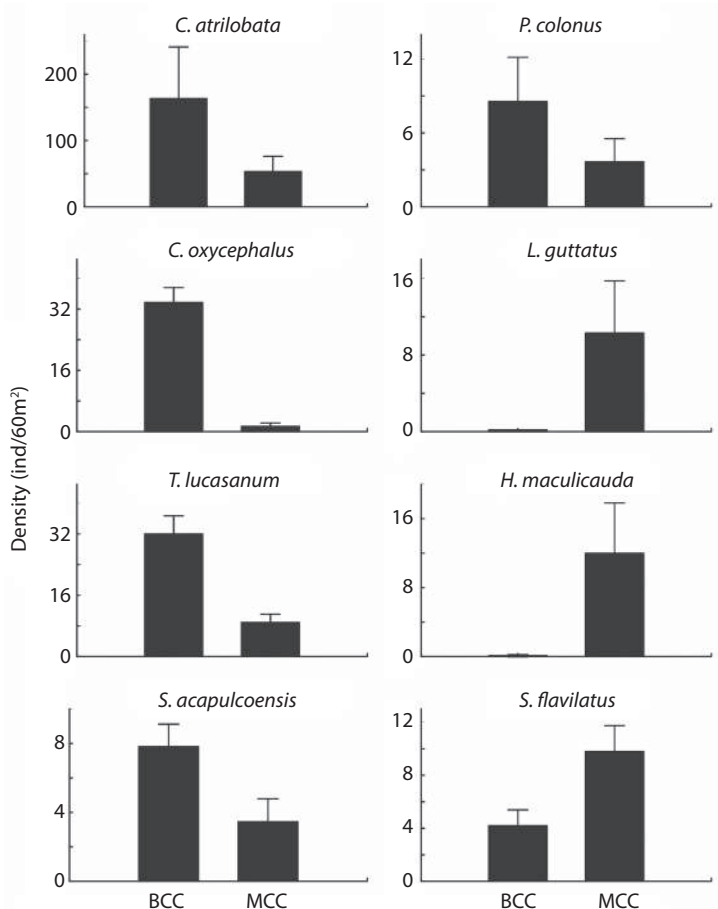 C. atrilobata
P. colonus
200
100
0
12
6
0
C. oxycephalus
L. guttatus
32
16
0
16
8
0
T. lucasanum
H. maculicauda
32
16
0
16
8
0
S. acapulcoensis
S. flavilatus
8
4
0
12
8
4
0
BCC MCC
BCC MCC
Density (ind/60m²)